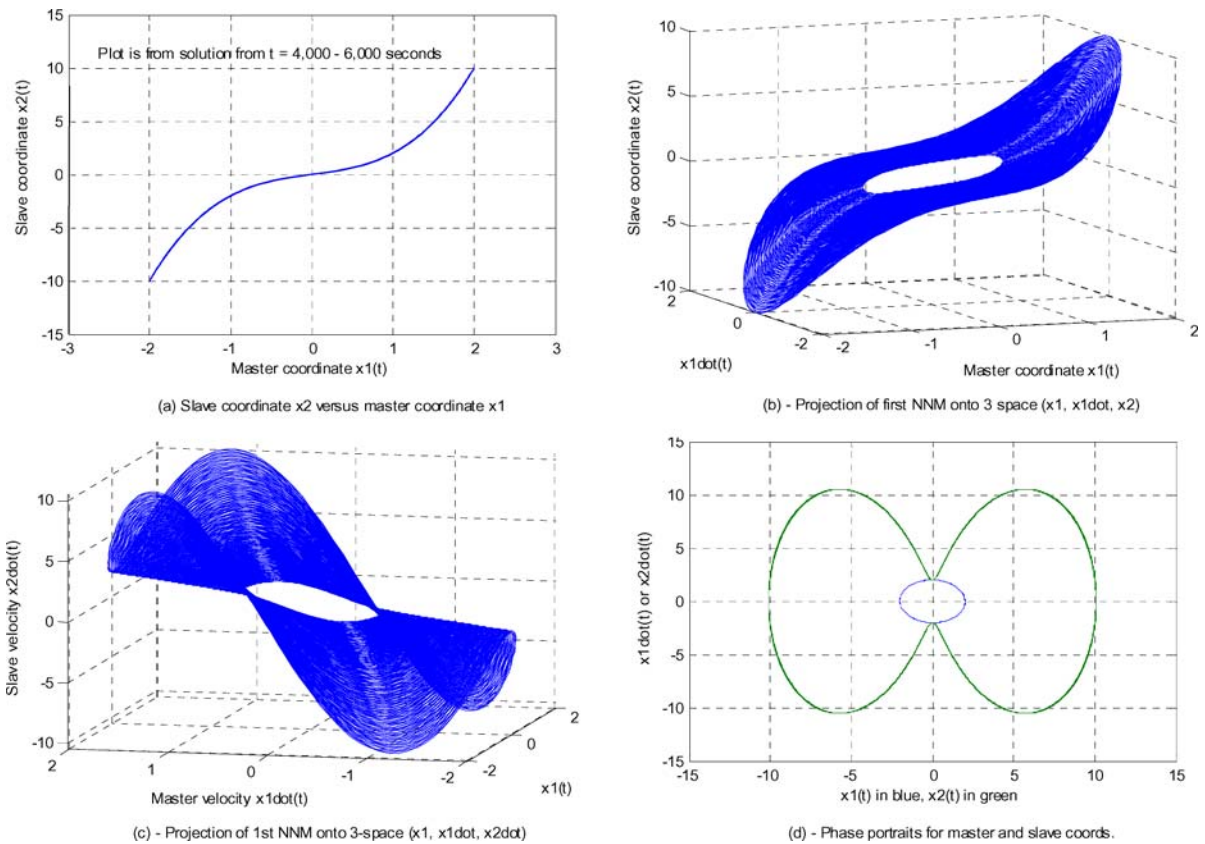 15
10
5
0
-5
-10
-15
Slave coordinate x2(t)
Plot is from solution from t = 4,000 - 6,000 seconds
-3 -2 -1 0 1 2 3
Master coordinate x1(t)
(a) Slave coordinate x2 versus master coordinate x1
10
5
0
-5
-10
Slave coordinate x2(t)
2
0
-2
x1dot(t)
-2 -1 0 1 2
Master coordinate x1(t)
(b) - Projection of first NNM onto 3 space (x1, x1dot, x2)
10
5
0
-5
-10
Slave velocity x2dot(t)
2 1 0 -1 -2
Master velocity x1dot(t)
-2
0
2
x1(t)
(c) - Projection of 1st NNM onto 3-space (x1, x1dot, x2dot)
15
10
5
0
-5
-10
-15
x1dot(t) or x2dot(t)
-15 -10 -5 0 5 10 15
x1(t) in blue, x2(t) in green
(d) - Phase portraits for master and slave coords.